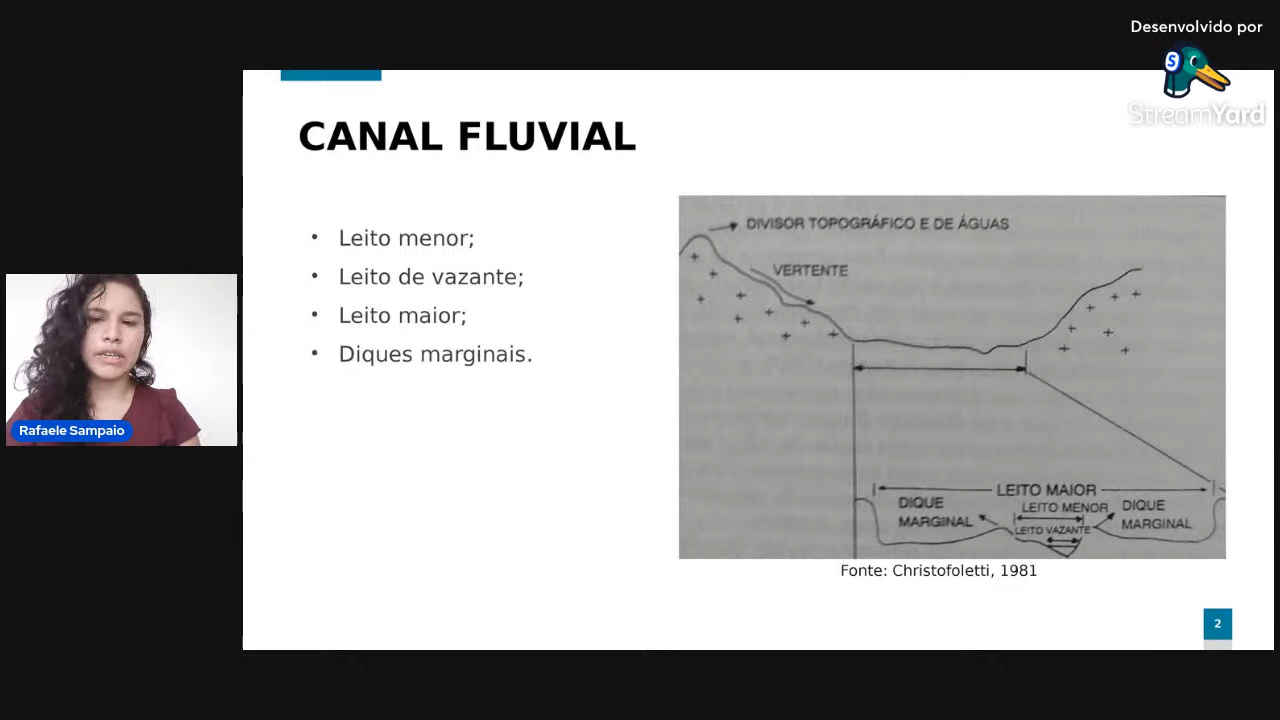 Desenvolvido por
S
StreamYard
CANAL FLUVIAL
• Leito menor;
• Leito de vazante;
• Leito maior;
• Diques marginais.
DIVISOR TOPOGRÁFICO E DE ÁGUAS
VERTENTE
LEITO MAIOR
DIQUE
MARGINAL
LEITO MENOR
LEITO VAZANTE
DIQUE
MARGINAL
Fonte: Christofoletti, 1981
Rafaele Sampaio
2